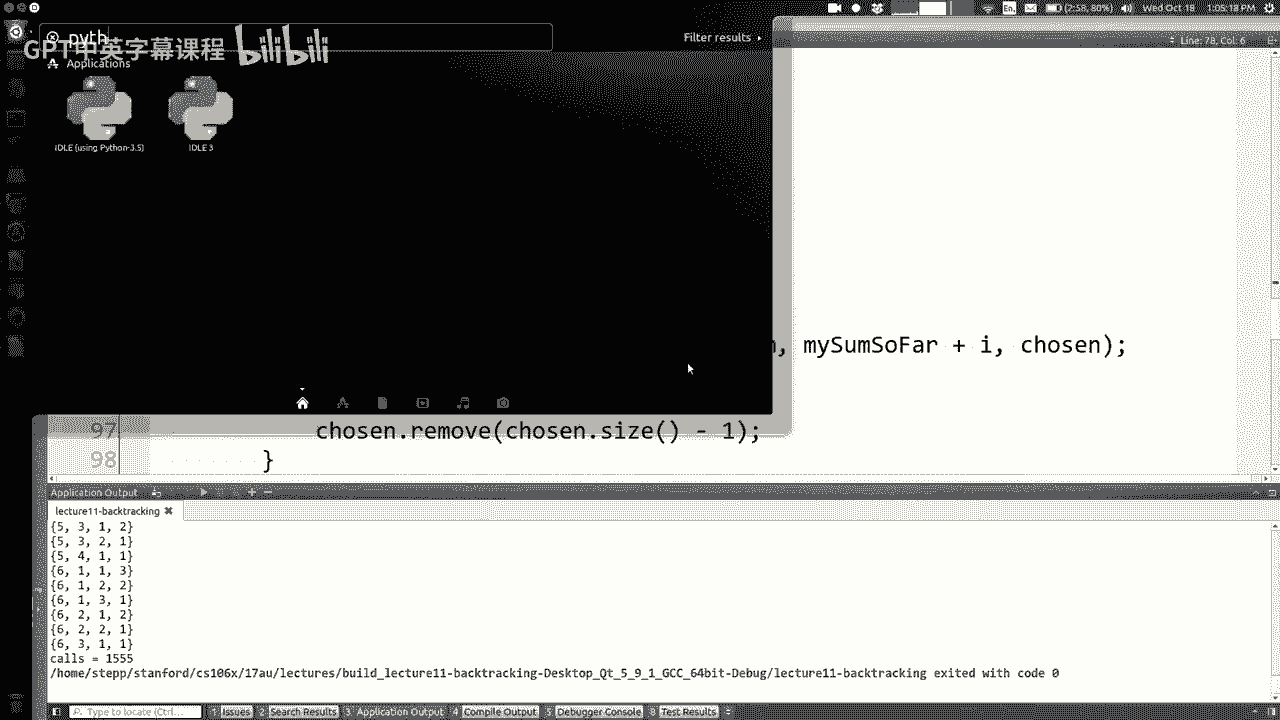 pyth
Filter results
(2:58, 80%)
Wed Oct 18
GPT中英字幕课程 bilibili
Line: 78, Col: 6
Applications
IDLE (using Python-3.5)
IDLE 3
, mySumSoFar + i, chosen);
97 chosen.remove(chosen.size() - 1);
98 }
Application Output
lecture11-backtracking
{5, 3, 1, 2}
{5, 3, 2, 1}
{5, 4, 1, 1}
{6, 1, 1, 3}
{6, 1, 2, 2}
{6, 1, 3, 1}
{6, 2, 1, 2}
{6, 2, 2, 1}
{6, 3, 1, 1}
calls = 1555
/home/stepp/stanford/cs106x/17au/lectures/build_lecture11-backtracking-Desktop_Qt_5_9_1_GCC_64bit-Debug/lecture11-backtracking exited with code 0
Type to locate (Ctrl...
1 Issues 2 Search Results 3 Application Output 4 Compile Output 5 Debugger Console 8 Test Results